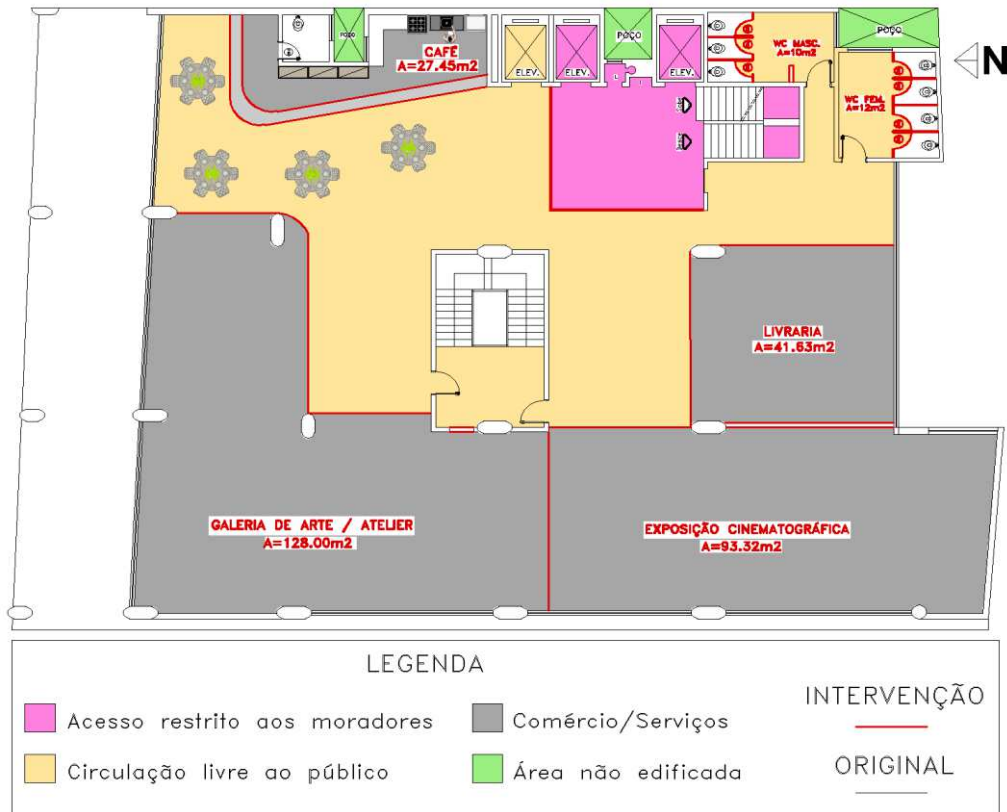 POÇO
CAFÉ
A=27.45m2
ELEV.
ELEV.
POÇO
ELEV.
WC MASC.
A=10m2
POÇO
N
WC FEM.
A=12m2
LIVRARIA
A=41.63m2
GALERIA DE ARTE / ATELIER
A=128.00m2
EXPOSIÇÃO CINEMATOGRÁFICA
A=93.32m2
LEGENDA
Acesso restrito aos moradores
Circulação livre ao público
Comércio/Serviços
Área não edificada
INTERVENÇÃO
ORIGINAL